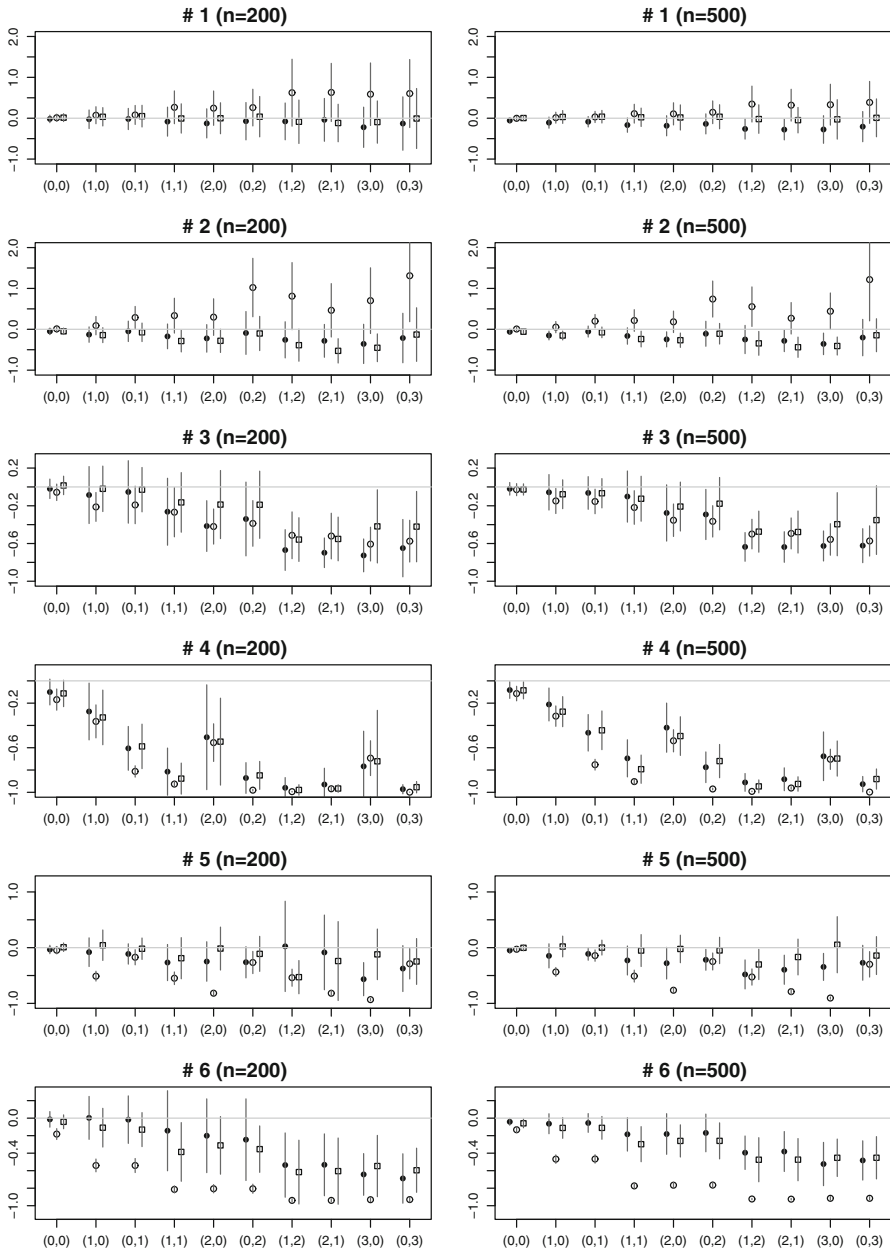 # 1 (n=200)
−1.0 0.0 1.0 2.0
(0,0) (1,0) (0,1) (1,1) (2,0) (0,2) (1,2) (2,1) (3,0) (0,3)
# 1 (n=500)
−1.0 0.0 1.0 2.0
(0,0) (1,0) (0,1) (1,1) (2,0) (0,2) (1,2) (2,1) (3,0) (0,3)
# 2 (n=200)
−1.0 0.0 1.0 2.0
(0,0) (1,0) (0,1) (1,1) (2,0) (0,2) (1,2) (2,1) (3,0) (0,3)
# 2 (n=500)
−1.0 0.0 1.0 2.0
(0,0) (1,0) (0,1) (1,1) (2,0) (0,2) (1,2) (2,1) (3,0) (0,3)
# 3 (n=200)
−1.0 −0.6 −0.2 0.2
(0,0) (1,0) (0,1) (1,1) (2,0) (0,2) (1,2) (2,1) (3,0) (0,3)
# 3 (n=500)
−1.0 −0.6 −0.2 0.2
(0,0) (1,0) (0,1) (1,1) (2,0) (0,2) (1,2) (2,1) (3,0) (0,3)
# 4 (n=200)
−1.0 −0.6 −0.2
(0,0) (1,0) (0,1) (1,1) (2,0) (0,2) (1,2) (2,1) (3,0) (0,3)
# 4 (n=500)
−1.0 −0.6 −0.2
(0,0) (1,0) (0,1) (1,1) (2,0) (0,2) (1,2) (2,1) (3,0) (0,3)
# 5 (n=200)
−1.0 0.0 1.0
(0,0) (1,0) (0,1) (1,1) (2,0) (0,2) (1,2) (2,1) (3,0) (0,3)
# 5 (n=500)
−1.0 0.0 1.0
(0,0) (1,0) (0,1) (1,1) (2,0) (0,2) (1,2) (2,1) (3,0) (0,3)
# 6 (n=200)
−1.0 −0.4 0.0
(0,0) (1,0) (0,1) (1,1) (2,0) (0,2) (1,2) (2,1) (3,0) (0,3)
# 6 (n=500)
−1.0 −0.4 0.0
(0,0) (1,0) (0,1) (1,1) (2,0) (0,2) (1,2) (2,1) (3,0) (0,3)